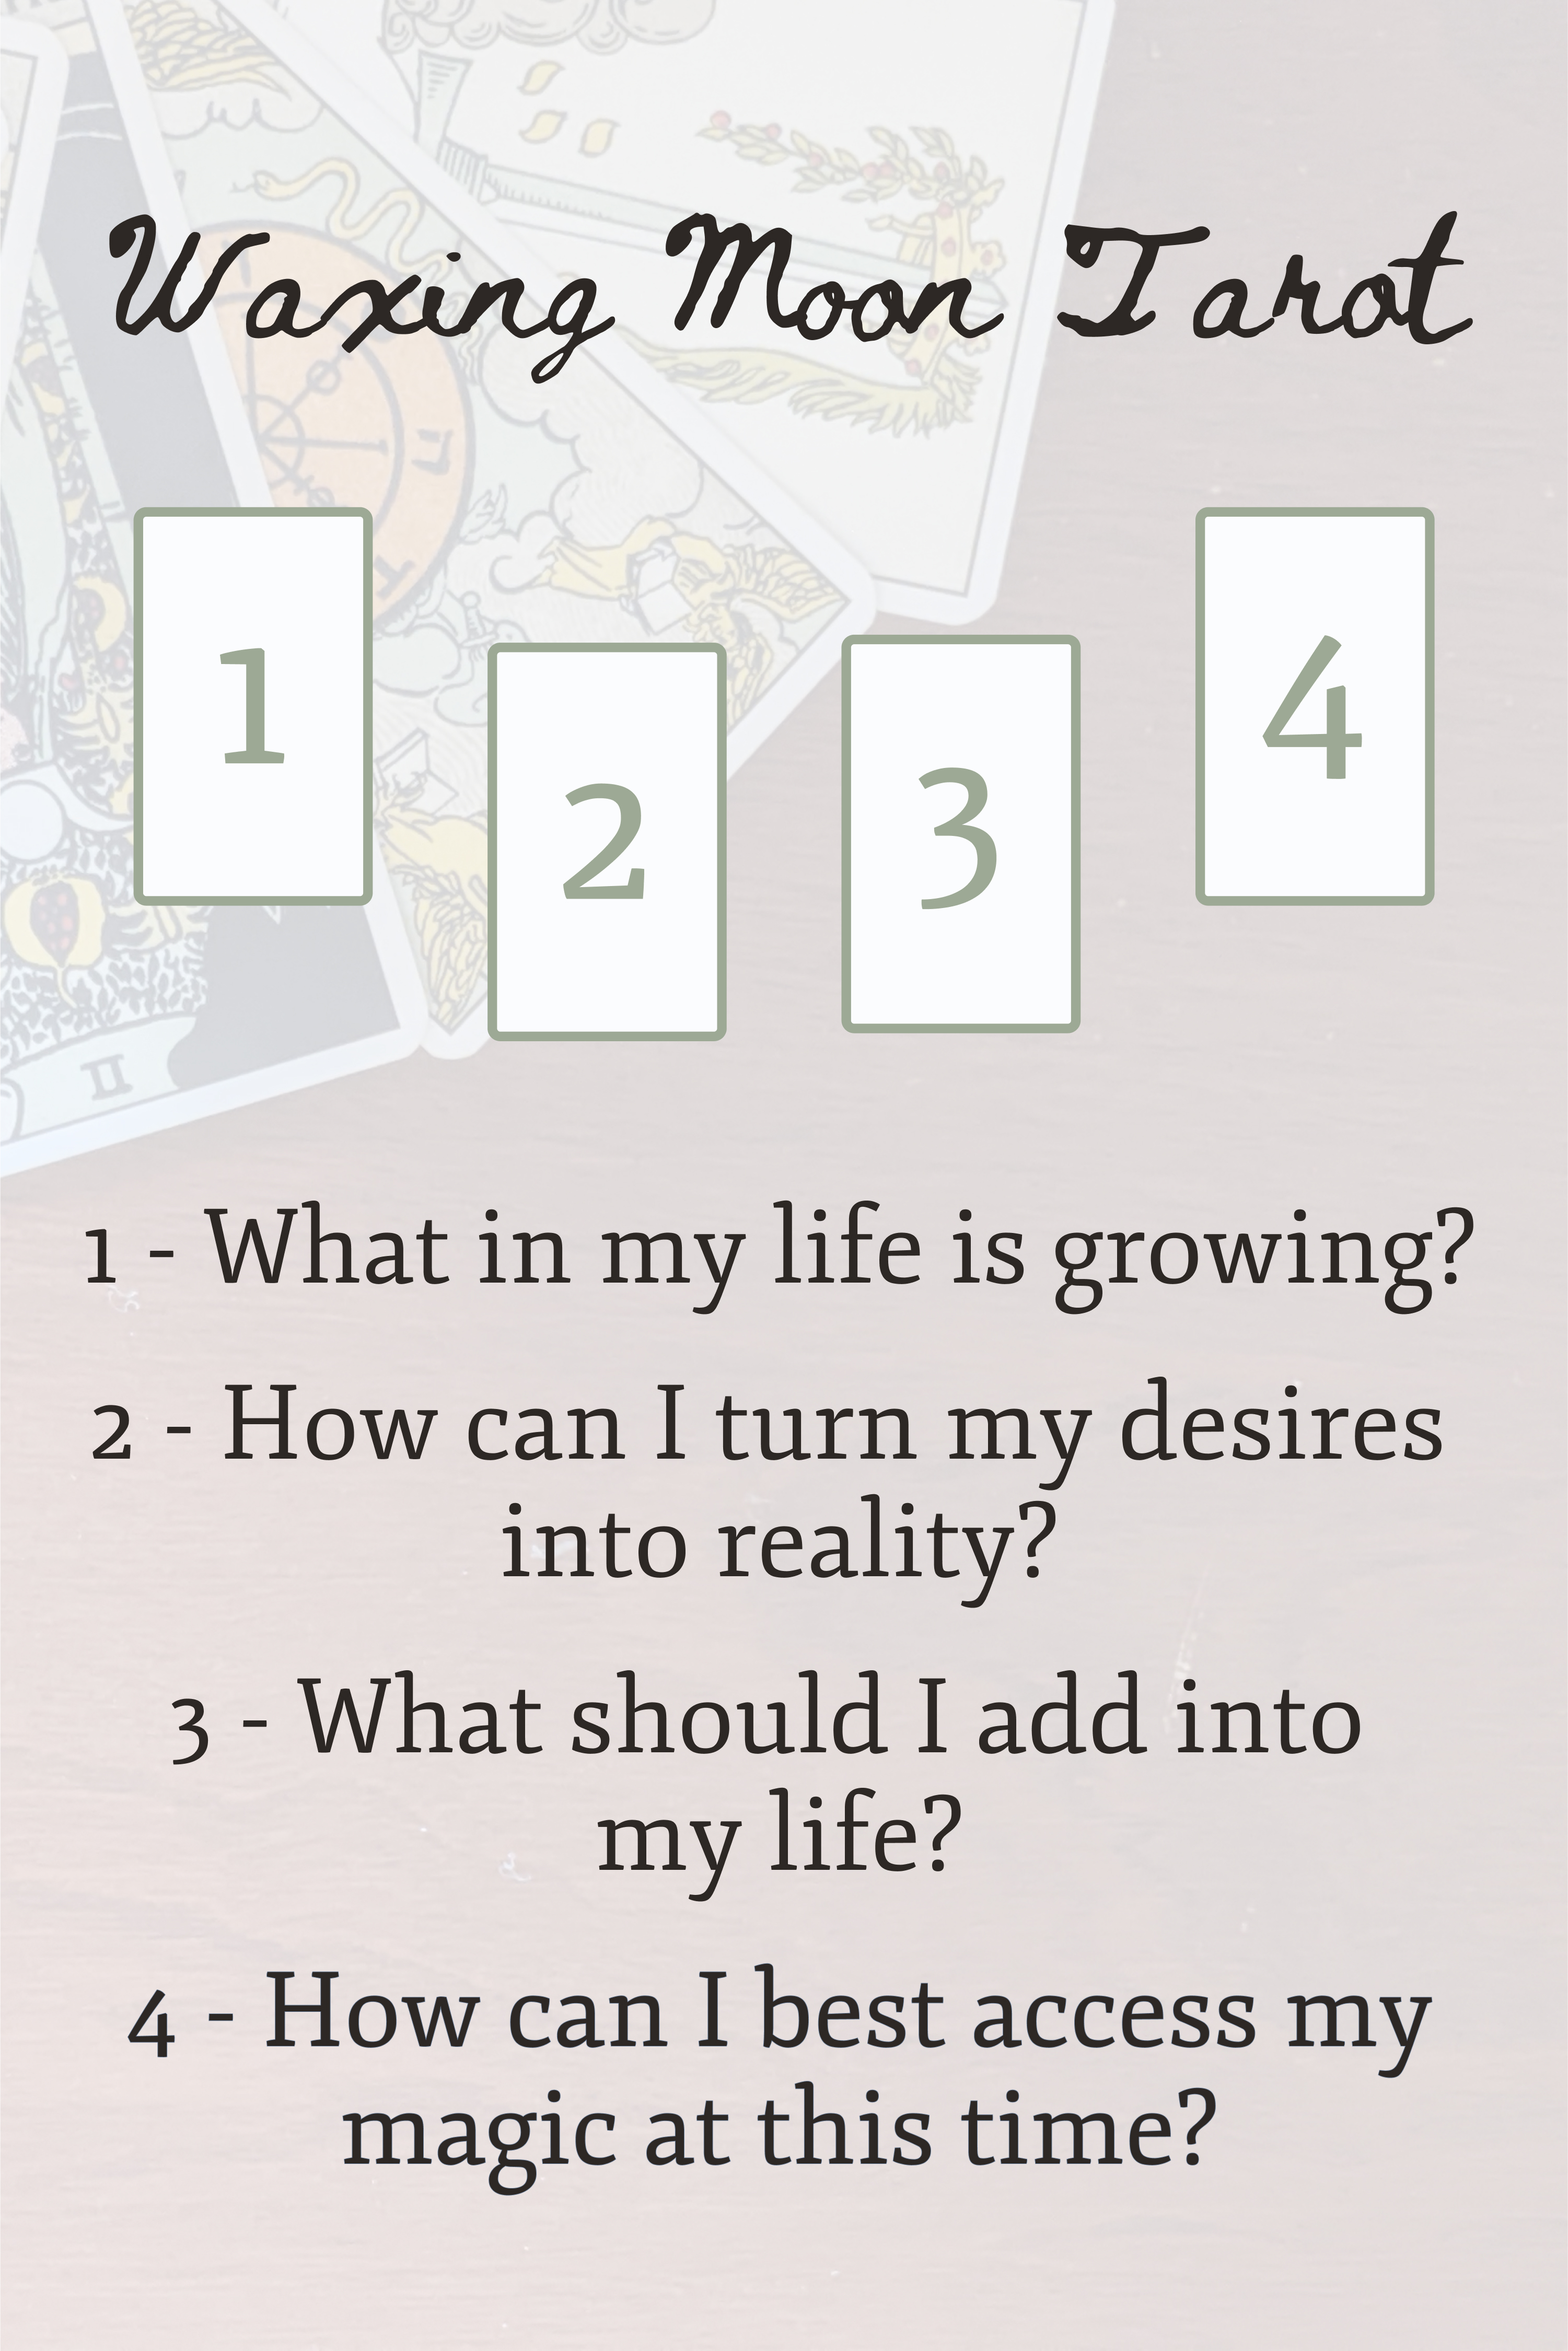 Waxing Moon Tarot
1
2
3
4
II
1 - What in my life is growing?
2 - How can I turn my desires
into reality?
3 - What should I add into
my life?
4 - How can I best access my
magic at this time?